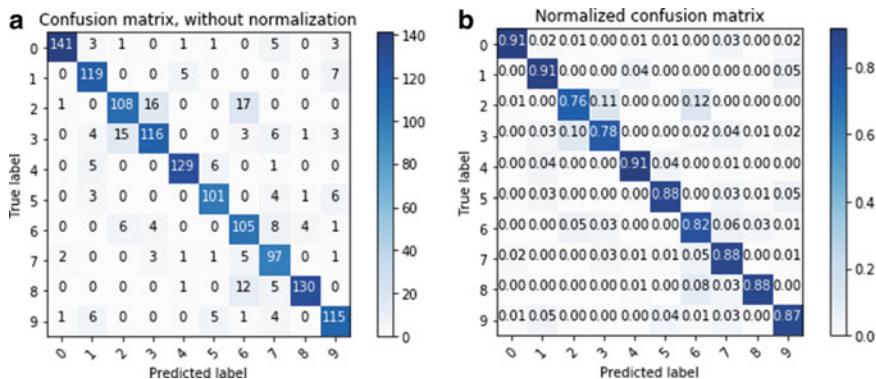 a
Confusion matrix, without normalization
True label
0 141 3 1 0 1 1 0 5 0 3
1 0 119 0 0 5 0 0 0 0 7
2 1 0 108 16 0 0 17 0 0 0
3 0 4 15 116 0 0 3 6 1 3
4 0 5 0 0 129 6 0 1 0 0
5 0 3 0 0 0 101 0 4 1 6
6 0 0 6 4 0 0 105 8 4 1
7 2 0 0 3 1 1 5 97 0 1
8 0 0 0 0 1 0 12 5 130 0
9 1 6 0 0 0 5 1 4 0 115
0 1 2 3 4 5 6 7 8 9
Predicted label
140
120
100
80
60
40
20
0
b
Normalized confusion matrix
True label
0 0.91 0.02 0.01 0.00 0.01 0.01 0.00 0.03 0.00 0.02
1 0.00 0.91 0.00 0.00 0.04 0.00 0.00 0.00 0.00 0.05
2 0.01 0.00 0.76 0.11 0.00 0.00 0.12 0.00 0.00 0.00
3 0.00 0.03 0.10 0.78 0.00 0.00 0.02 0.04 0.01 0.02
4 0.00 0.04 0.00 0.00 0.91 0.04 0.00 0.01 0.00 0.00
5 0.00 0.03 0.00 0.00 0.00 0.88 0.00 0.03 0.01 0.05
6 0.00 0.00 0.05 0.03 0.00 0.00 0.82 0.06 0.03 0.01
7 0.02 0.00 0.00 0.03 0.01 0.01 0.05 0.88 0.00 0.01
8 0.00 0.00 0.00 0.00 0.01 0.00 0.08 0.03 0.88 0.00
9 0.01 0.05 0.00 0.00 0.00 0.04 0.01 0.03 0.00 0.87
0 1 2 3 4 5 6 7 8 9
Predicted label
0.8
0.6
0.4
0.2
0.0